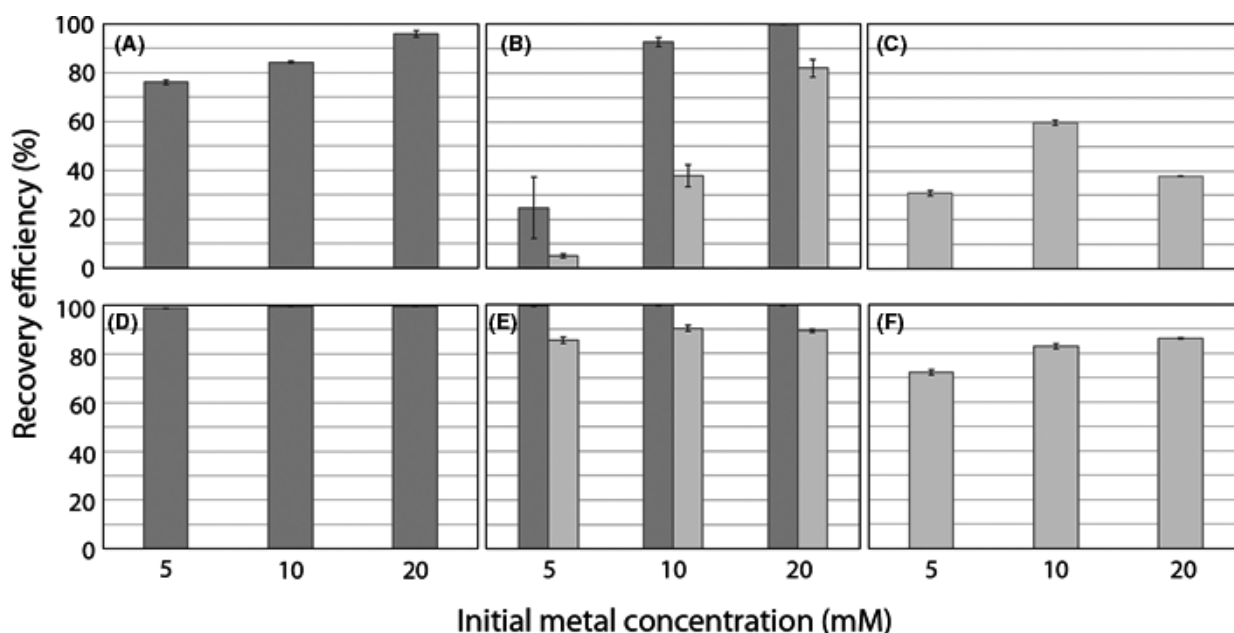 Recovery efficiency (%)
100
80
60
40
20
0
(A)
(B)
(C)
100
80
60
40
20
0
(D)
(E)
(F)
5 10 20 5 10 20 5 10 20
Initial metal concentration (mM)